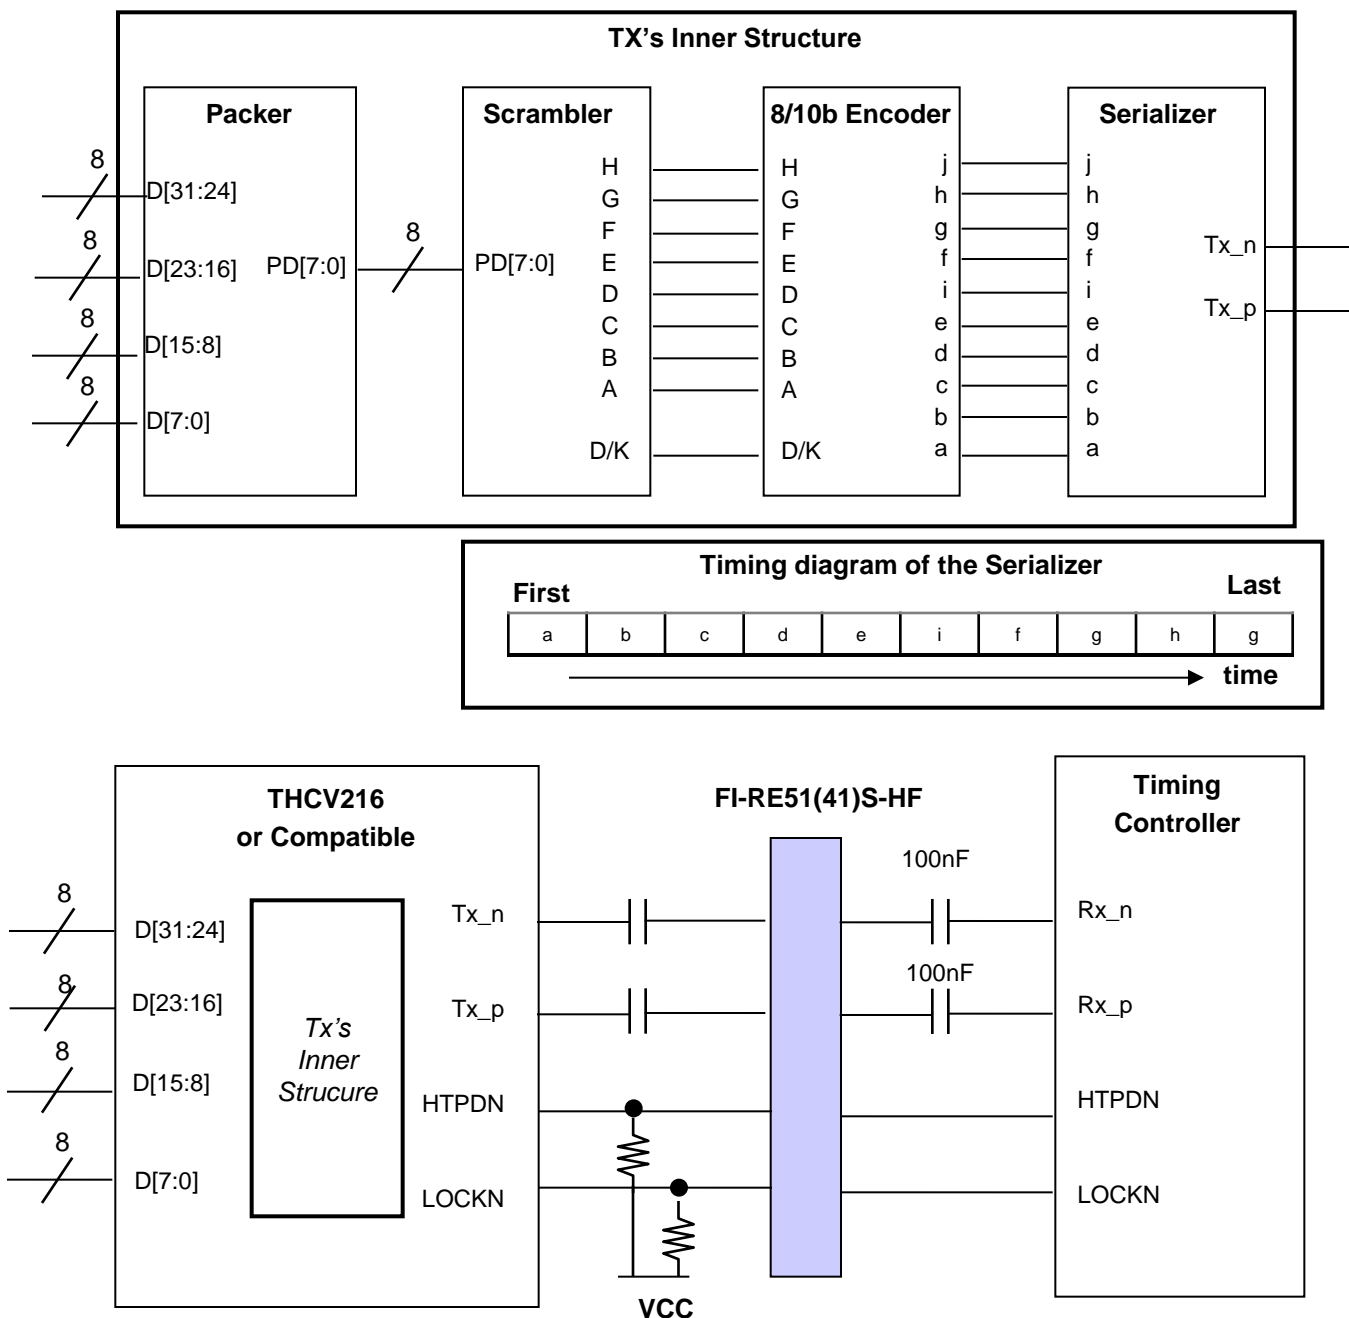 TX's Inner Structure
Packer
8
D[31:24]
8
D[23:16]
8
D[15:8]
8
D[7:0]
PD[7:0]
8
Scrambler
PD[7:0]
H
G
F
E
D
C
B
A
D/K
8/10b Encoder
H
G
F
E
D
C
B
A
D/K
j
h
g
f
i
e
d
c
b
a
Serializer
j
h
g
f
i
e
d
c
b
a
Tx_n
Tx_p
Timing diagram of the Serializer
First Last
a b c d e i f g h g
time
THCV216
or Compatible
8
D[31:24]
8
D[23:16]
8
D[15:8]
8
D[7:0]
Tx's
Inner
Strucure
Tx_n
Tx_p
HTPDN
LOCKN
VCC
FI-RE51(41)S-HF
100nF
100nF
Timing
Controller
Rx_n
Rx_p
HTPDN
LOCKN